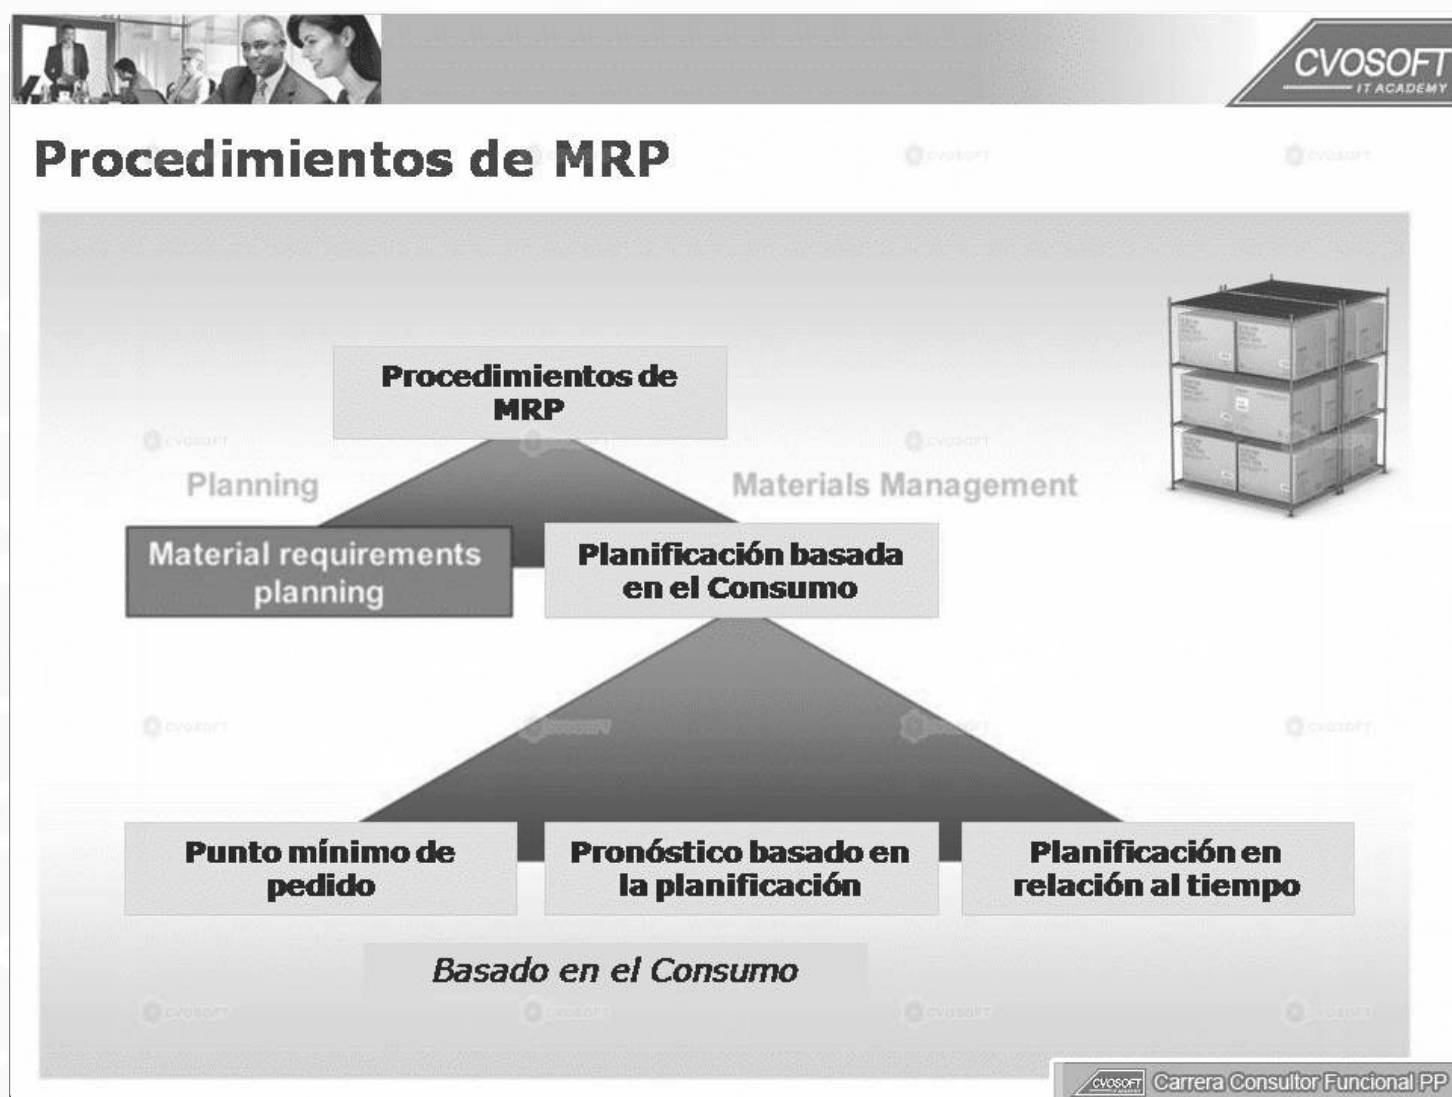 CVOSOFT
IT ACADEMY
Procedimientos de MRP
Procedimientos de
MRP
Planning
Materials Management
Material requirements
planning
Planificación basada
en el Consumo
Punto mínimo de
pedido
Pronóstico basado en
la planificación
Planificación en
relación al tiempo
Basado en el Consumo
CVOSOFT
Carrera Consultor Funcional PP